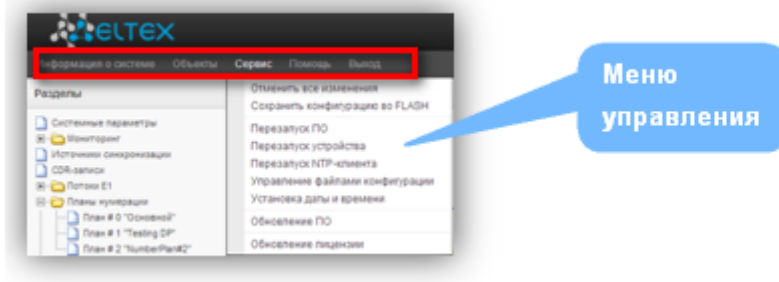 ELTEX
Информация о системе Объекты Сервис Помощь Выход
Разделы
Системные параметры
Мониторинг
Источники синхронизации
CDR-записи
Потоки E1
Планы нумерации
План # 0 "Основной"
План # 1 "Testing DP"
План # 2 "NumberPlan#2"
Отменить все изменения
Сохранить конфигурацию во FLASH
Перезапуск ПО
Перезапуск устройства
Перезапуск NTP-клиента
Управление файлами конфигурации
Установка даты и времени
Обновление ПО
Обновление лицензии
Меню
управления